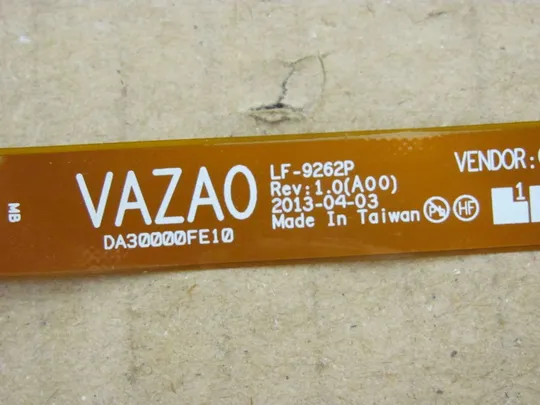 MB
VAZAO
DA30000FE10
LF-9262P
Rev:1.0(A00)
2013-04-03
Made In Taiwan
Pb
HF
VENDOR:
1